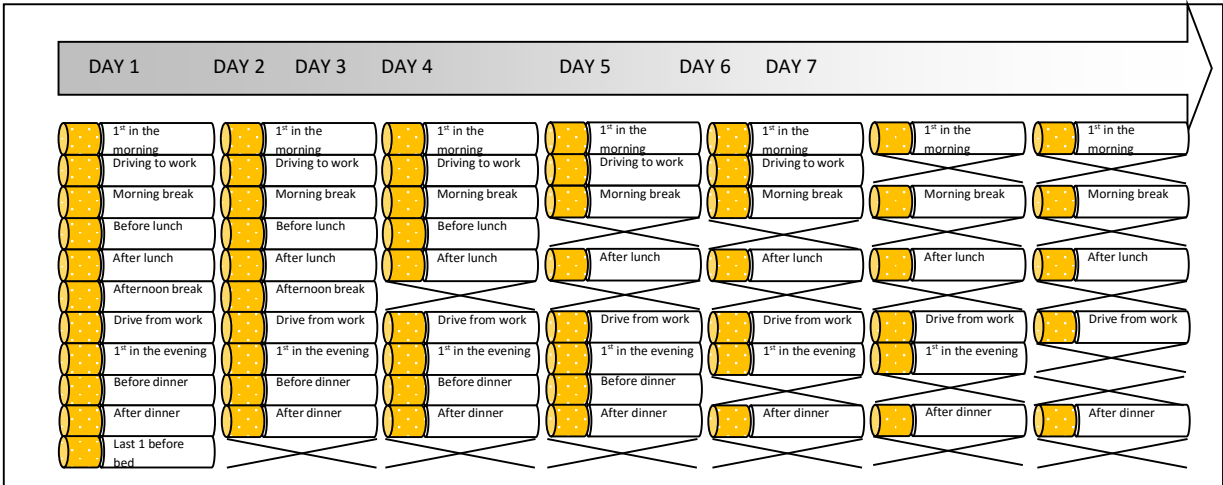 DAY 1 DAY 2 DAY 3 DAY 4 DAY 5 DAY 6 DAY 7
1st in the
morning
Driving to work
Morning break
Before lunch
After lunch
Afternoon break
Drive from work
1st in the evening
Before dinner
After dinner
Last 1 before
bed
1st in the
morning
Driving to work
Morning break
Before lunch
After lunch
Afternoon break
Drive from work
1st in the evening
Before dinner
After dinner
1st in the
morning
Driving to work
Morning break
Before lunch
After lunch
Drive from work
1st in the evening
Before dinner
After dinner
1st in the
morning
Driving to work
Morning break
After lunch
Drive from work
1st in the evening
Before dinner
After dinner
1st in the
morning
Driving to work
Morning break
After lunch
Drive from work
1st in the evening
After dinner
1st in the
morning
Morning break
After lunch
Drive from work
1st in the evening
After dinner
1st in the
morning
Morning break
After lunch
Drive from work
After dinner